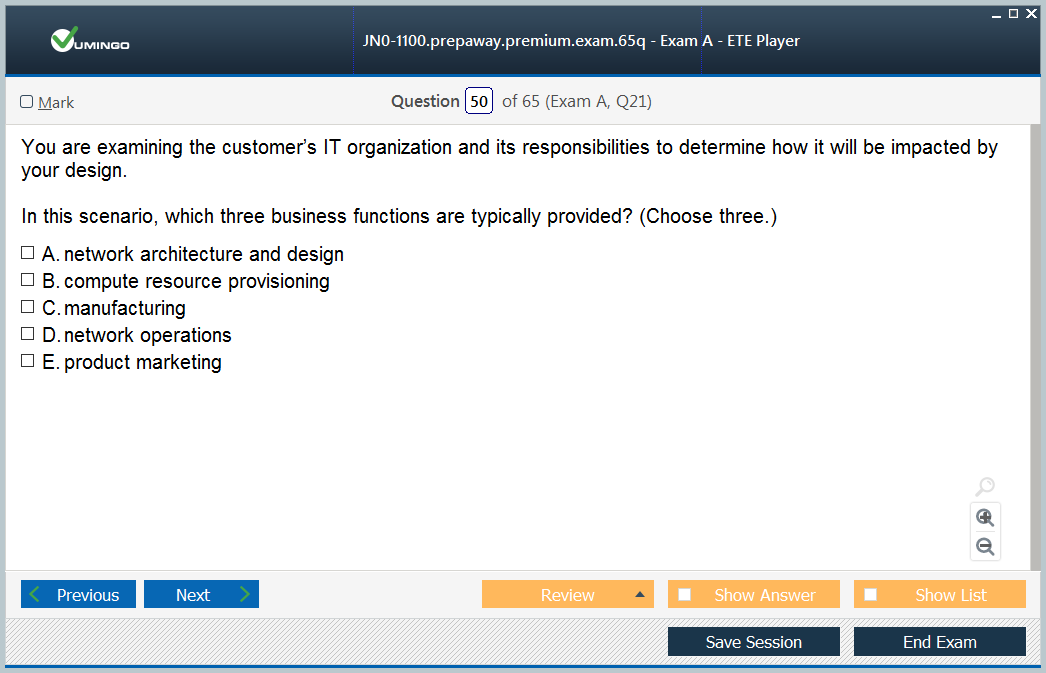 VUMINGO
JN0-1100.prepaway.premium.exam.65q - Exam A - ETE Player
Mark
Question 50 of 65 (Exam A, Q21)
You are examining the customer’s IT organization and its responsibilities to determine how it will be impacted by
your design.
In this scenario, which three business functions are typically provided? (Choose three.)
A. network architecture and design
B. compute resource provisioning
C. manufacturing
D. network operations
E. product marketing
Previous Next Review Show Answer Show List
Save Session End Exam